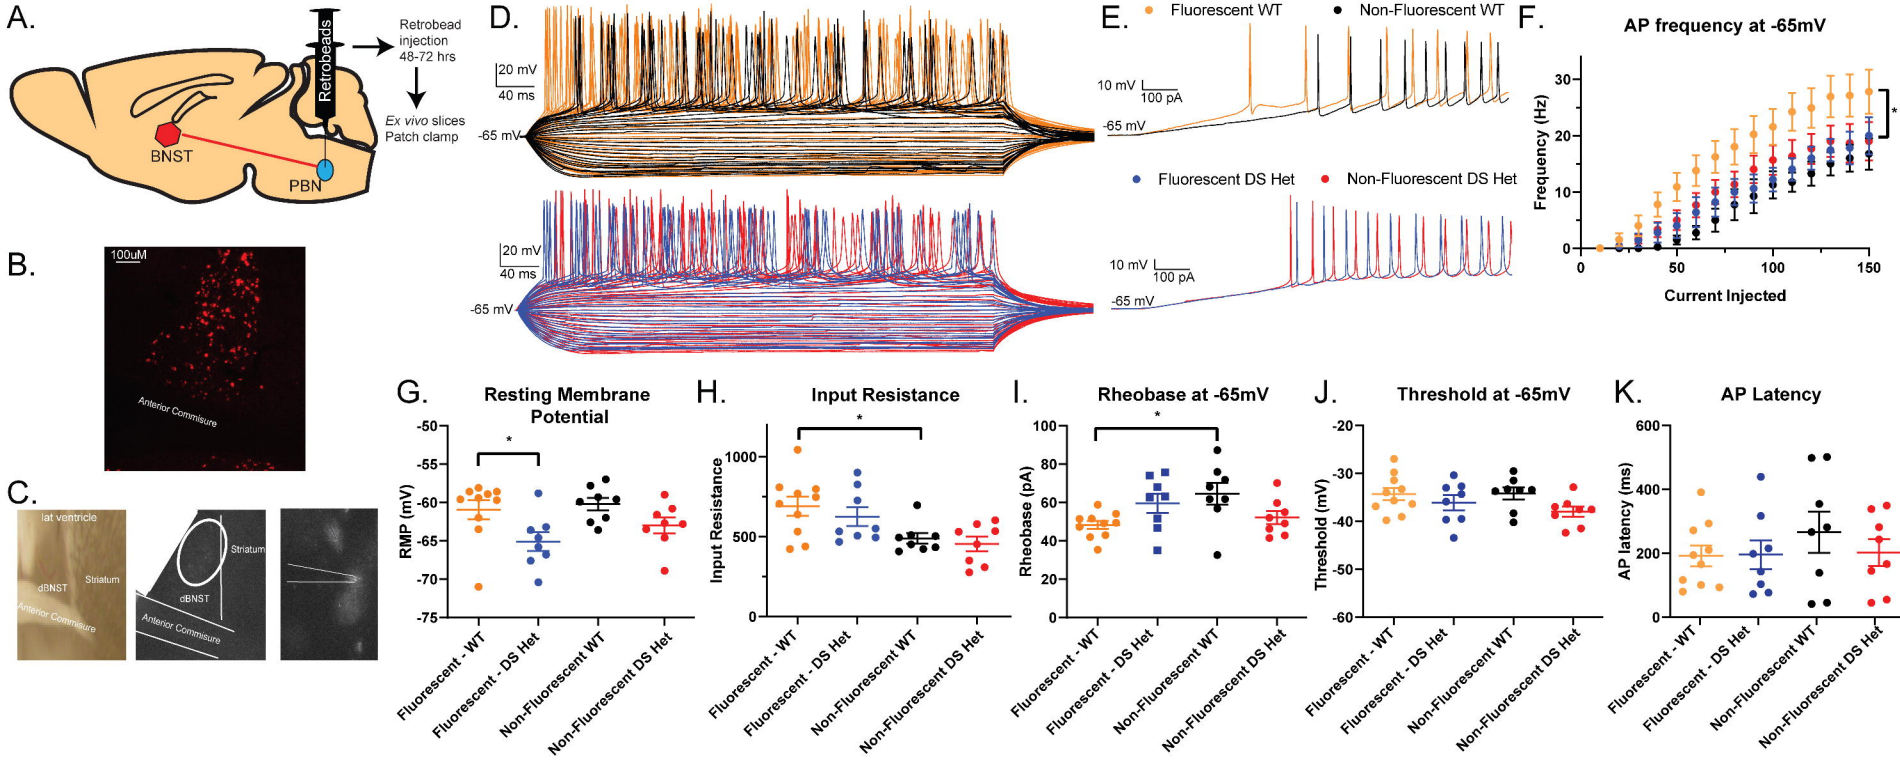 A.
Retrobeads
Retrobead
injection
48-72 hrs
Ex vivo slices
Patch clamp
BNST
PBN
B.
100uM
Anterior Commisure
C.
lat ventricle
Striatum
dBNST
Anterior Commisure
Striatum
dBNST
Anterior Commisure
D.
20 mV
40 ms
-65 mV
20 mV
40 ms
-65 mV
E.
Fluorescent WT
Non-Fluorescent WT
10 mV
100 pA
-65 mV
Fluorescent DS Het
Non-Fluorescent DS Het
10 mV
100 pA
-65 mV
F.
AP frequency at -65mV
Frequency (Hz)
30
20
10
0
0 50 100 150
*
Current Injected
G.
Resting Membrane
Potential
RMP (mV)
-50
-55
-60
-65
-70
-75
*
Fluorescent - WT
Fluorescent - DS Het
Non-Fluorescent WT
Non-Fluorescent DS Het
H.
Input Resistance
Input Resistance
1000
500
0
*
Fluorescent - WT
Fluorescent - DS Het
Non-Fluorescent WT
Non-Fluorescent DS Het
I.
Rheobase at -65mV
Rheobase (pA)
100
80
60
40
20
0
*
Fluorescent - WT
Fluorescent - DS Het
Non-Fluorescent WT
Non-Fluorescent DS Het
J.
Threshold at -65mV
Threshold (mV)
-20
-30
-40
-50
-60
Fluorescent - WT
Fluorescent - DS Het
Non-Fluorescent WT
Non-Fluorescent DS Het
K.
AP Latency
AP latency (ms)
600
400
200
0
Fluorescent - WT
Fluorescent - DS Het
Non-Fluorescent WT
Non-Fluorescent DS Het